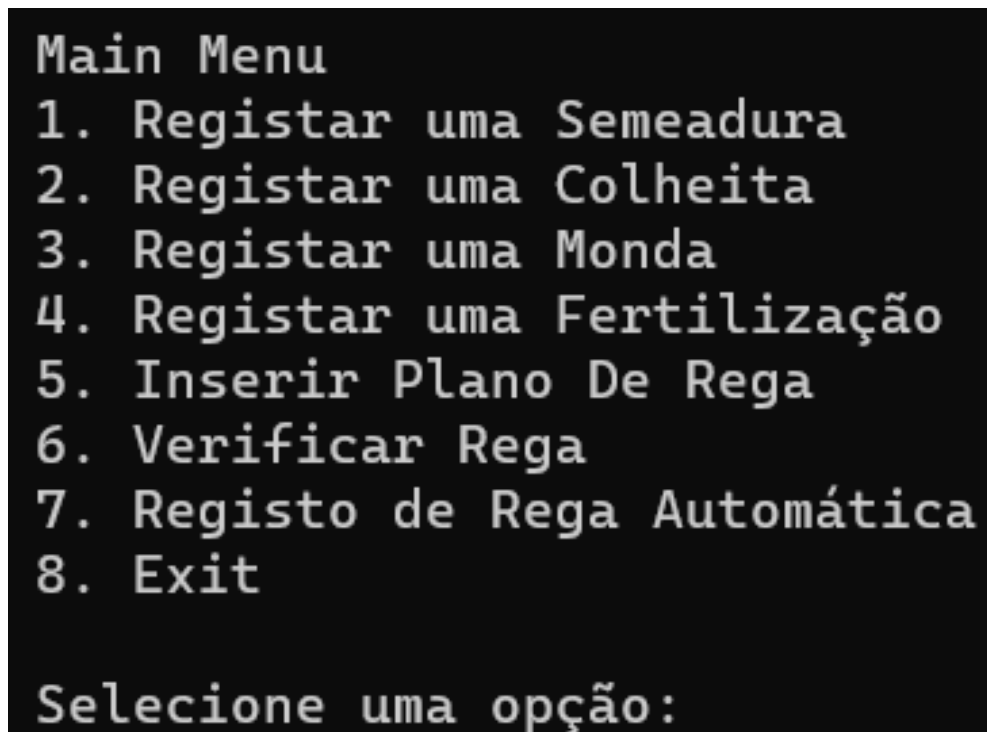 Main Menu
1. Registar uma Semeadura
2. Registar uma Colheita
3. Registar uma Monda
4. Registar uma Fertilização
5. Inserir Plano De Rega
6. Verificar Rega
7. Registo de Rega Automática
8. Exit
Selecione uma opção: